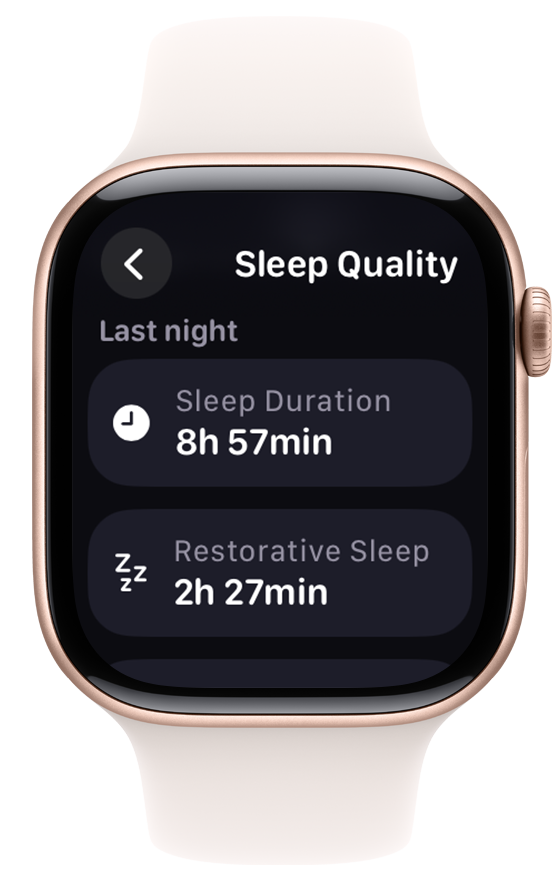 Sleep Quality
Last night
Sleep Duration
8h 57min
Restorative Sleep
2h 27min